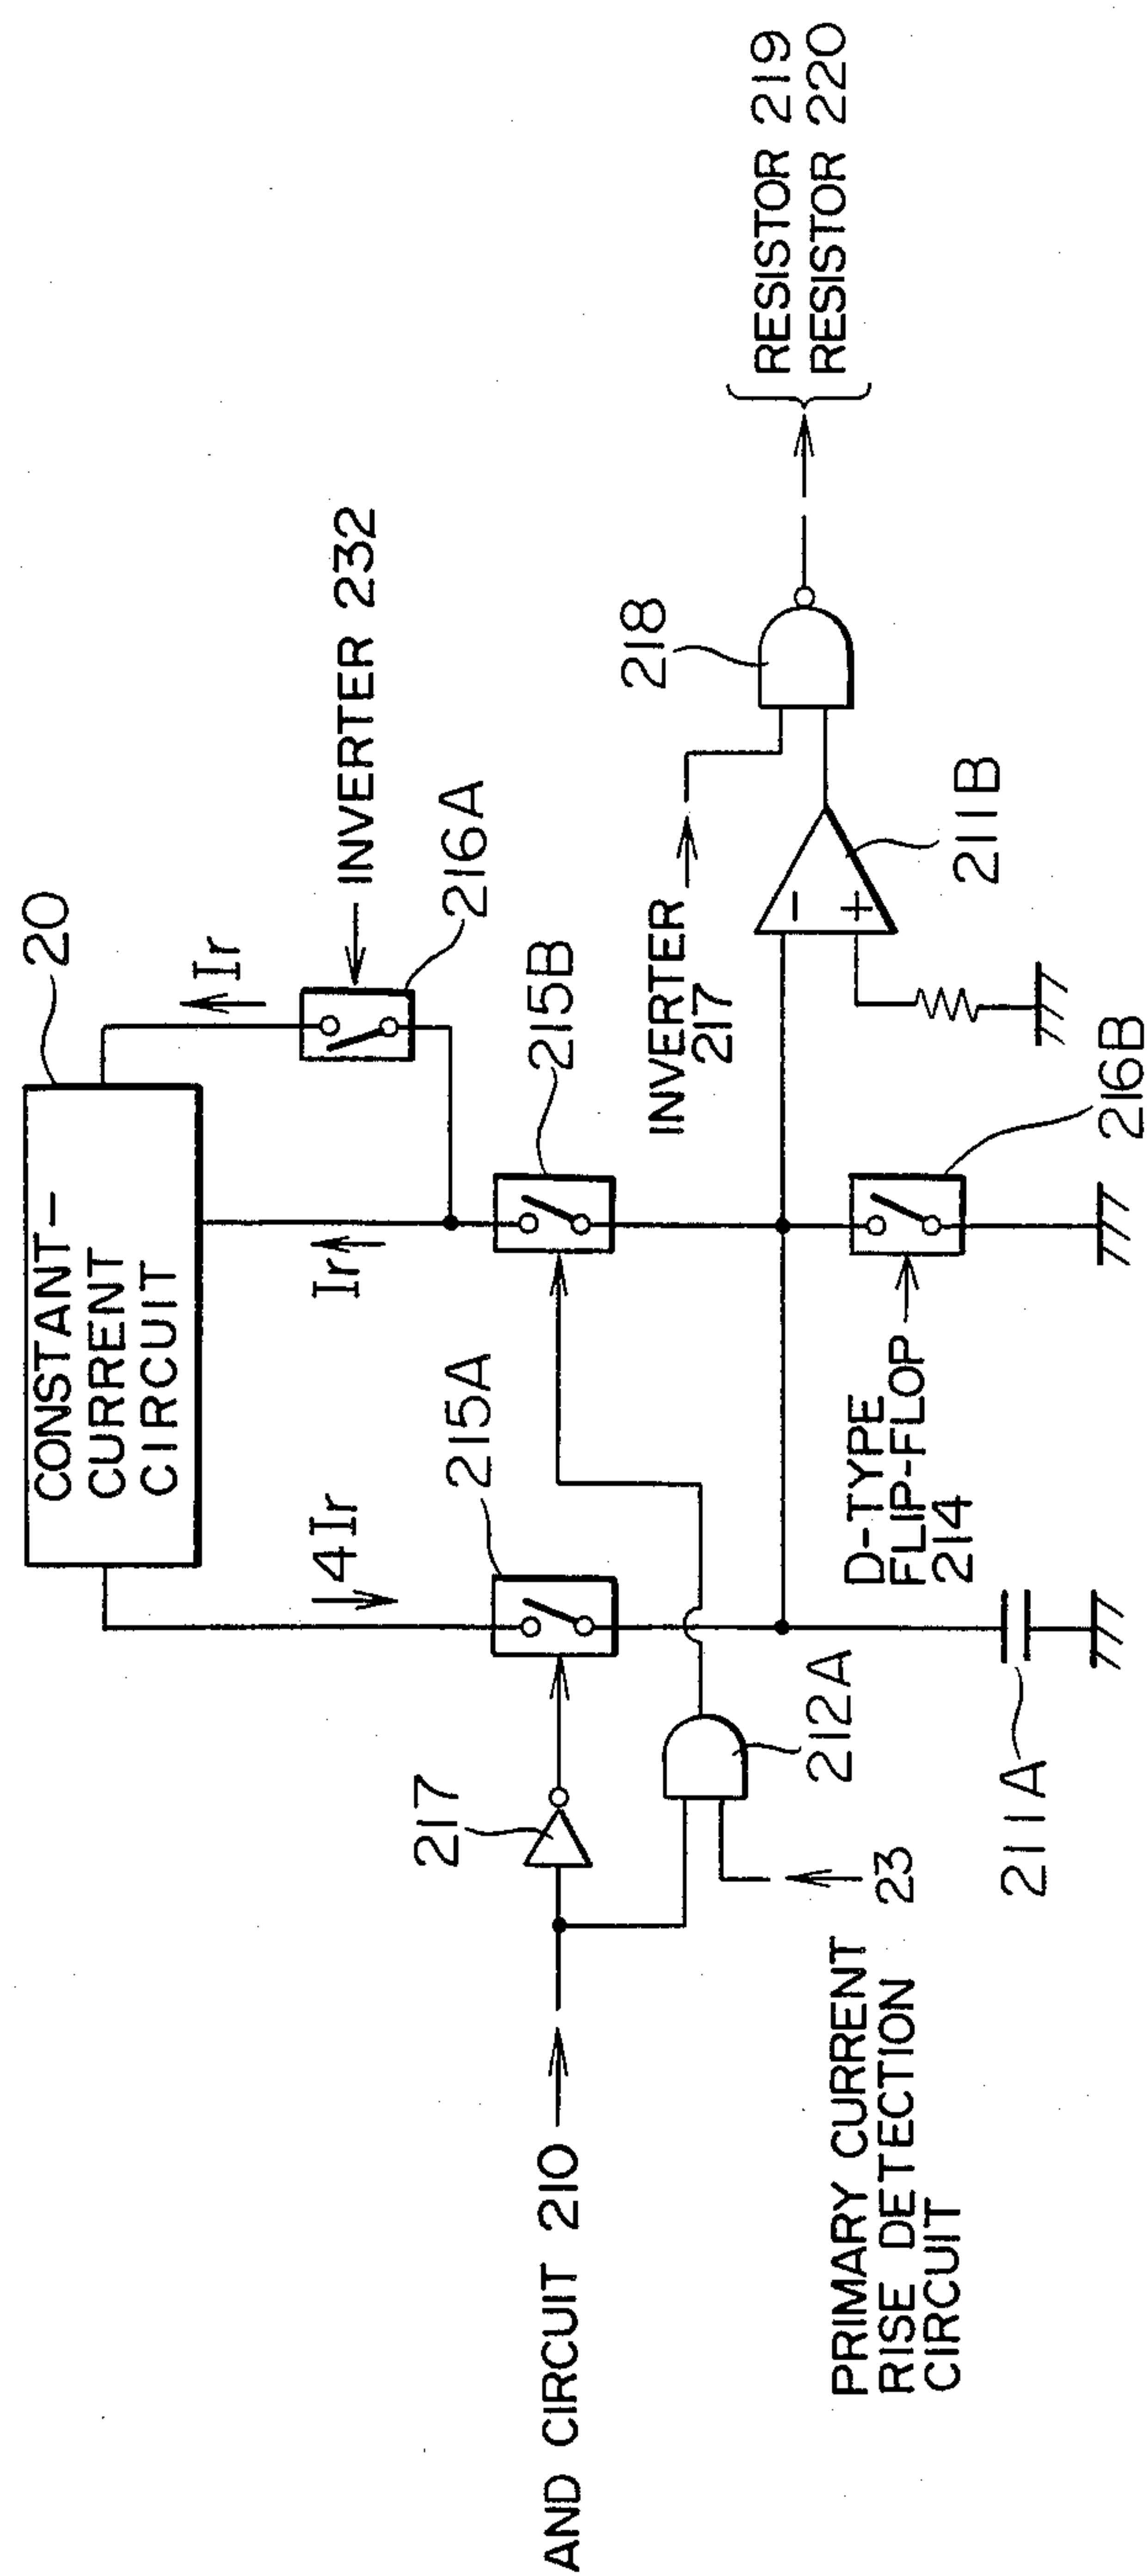 CONSTANT-
CURRENT
CIRCUIT
20
4Ir
Ir
Ir
INVERTER 232
216A
215A
215B
217
AND CIRCUIT 210
212A
23
PRIMARY CURRENT
RISE DETECTION
CIRCUIT
211A
D-TYPE
FLIP-FLOP
214
216B
INVERTER
217
-
+
211B
218
RESISTOR 219
RESISTOR 220